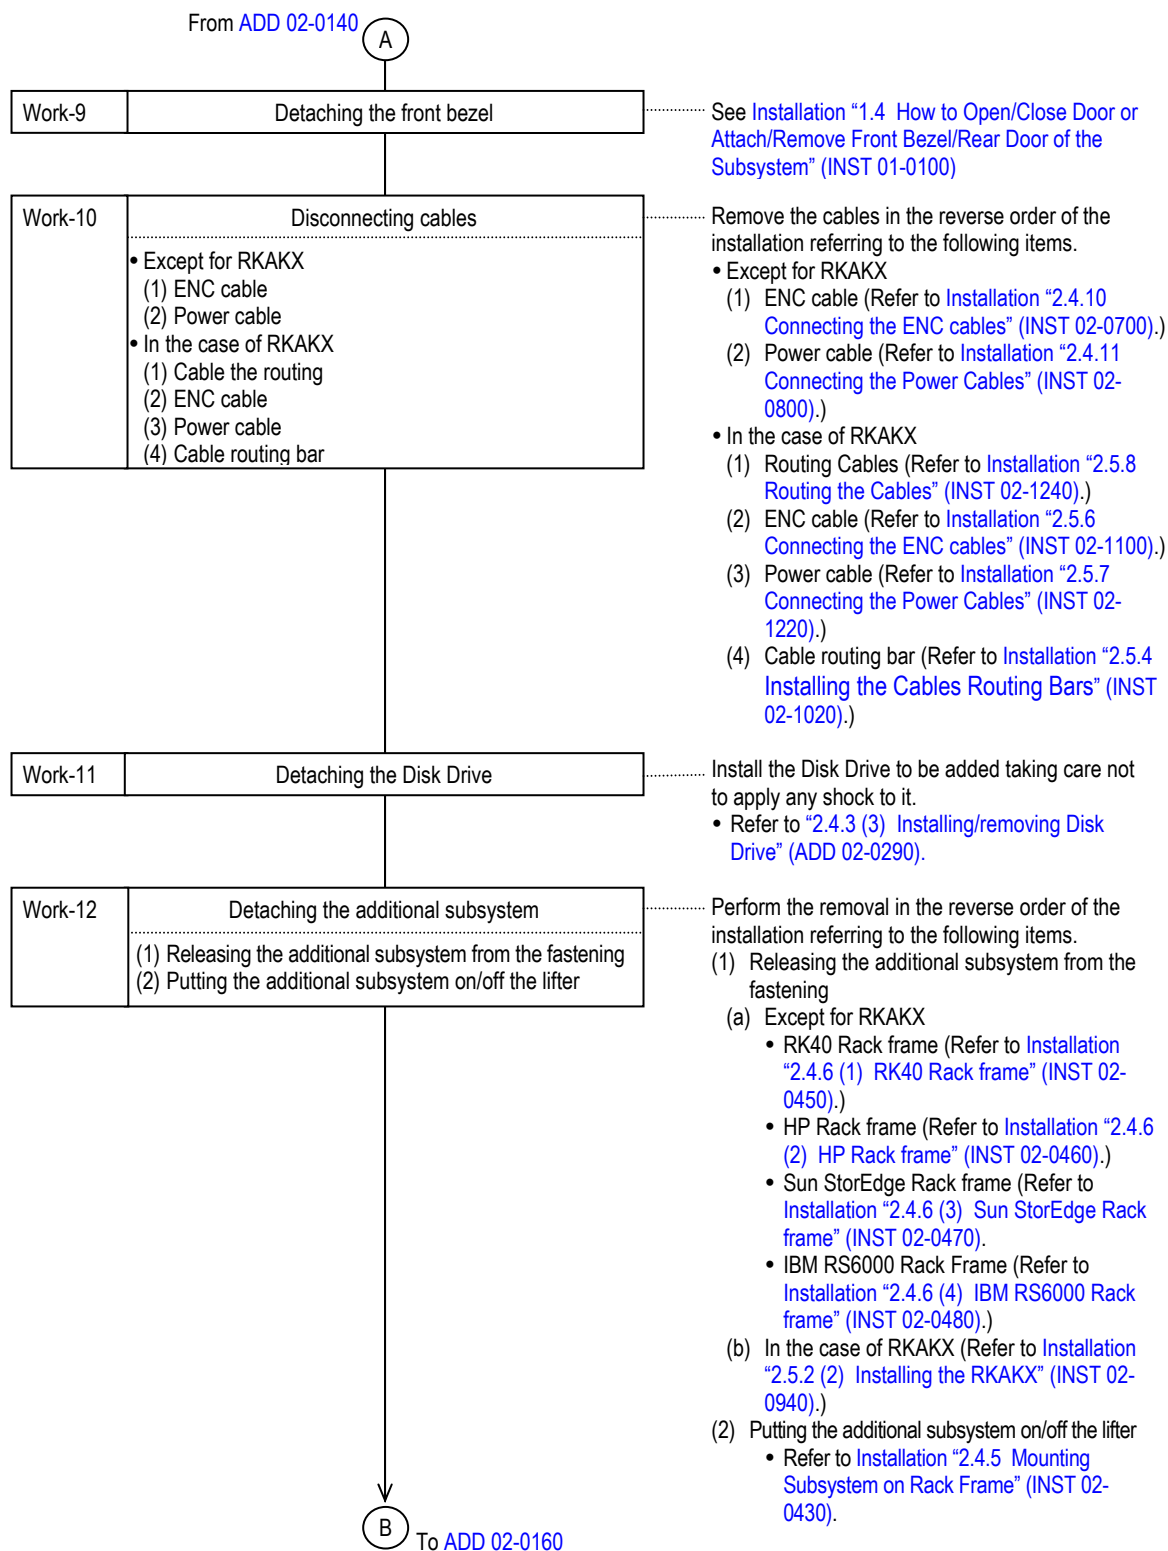 From ADD 02-0140
A
Work-9
Detaching the front bezel
See Installation “1.4 How to Open/Close Door or
Attach/Remove Front Bezel/Rear Door of the
Subsystem” (INST 01-0100)
Work-10
Disconnecting cables
• Except for RKAKX
(1) ENC cable
(2) Power cable
• In the case of RKAKX
(1) Cable the routing
(2) ENC cable
(3) Power cable
(4) Cable routing bar
Remove the cables in the reverse order of the
installation referring to the following items.
• Except for RKAKX
(1) ENC cable (Refer to Installation “2.4.10
Connecting the ENC cables” (INST 02-0700).)
(2) Power cable (Refer to Installation “2.4.11
Connecting the Power Cables” (INST 02-
0800).)
• In the case of RKAKX
(1) Routing Cables (Refer to Installation “2.5.8
Routing the Cables” (INST 02-1240).)
(2) ENC cable (Refer to Installation “2.5.6
Connecting the ENC cables” (INST 02-1100).)
(3) Power cable (Refer to Installation “2.5.7
Connecting the Power Cables” (INST 02-
1220).)
(4) Cable routing bar (Refer to Installation “2.5.4
Installing the Cables Routing Bars” (INST
02-1020).)
Work-11
Detaching the Disk Drive
Install the Disk Drive to be added taking care not
to apply any shock to it.
• Refer to “2.4.3 (3) Installing/removing Disk
Drive” (ADD 02-0290).
Work-12
Detaching the additional subsystem
(1) Releasing the additional subsystem from the fastening
(2) Putting the additional subsystem on/off the lifter
Perform the removal in the reverse order of the
installation referring to the following items.
(1) Releasing the additional subsystem from the
fastening
(a) Except for RKAKX
• RK40 Rack frame (Refer to Installation
“2.4.6 (1) RK40 Rack frame” (INST 02-
0450).)
• HP Rack frame (Refer to Installation “2.4.6
(2) HP Rack frame” (INST 02-0460).)
• Sun StorEdge Rack frame (Refer to
Installation “2.4.6 (3) Sun StorEdge Rack
frame” (INST 02-0470).
• IBM RS6000 Rack Frame (Refer to
Installation “2.4.6 (4) IBM RS6000 Rack
frame” (INST 02-0480).)
(b) In the case of RKAKX (Refer to Installation
“2.5.2 (2) Installing the RKAKX” (INST 02-
0940).)
(2) Putting the additional subsystem on/off the lifter
• Refer to Installation “2.4.5 Mounting
Subsystem on Rack Frame” (INST 02-
0430).
B
To ADD 02-0160